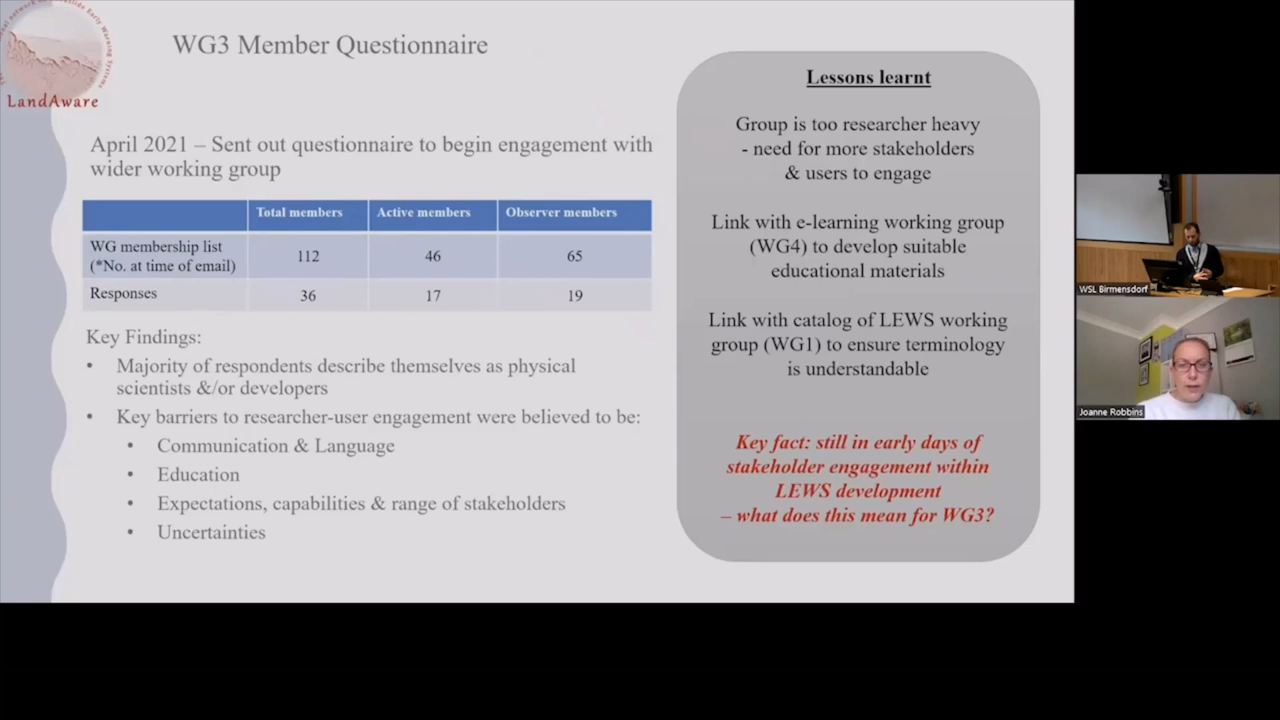 WG3 Member Questionnaire
LandAware
April 2021 – Sent out questionnaire to begin engagement with
wider working group
Total members Active members Observer members
WG membership list
(*No. at time of email) 112 46 65
Responses 36 17 19
Key Findings:
• Majority of respondents describe themselves as physical
scientists &/or developers
• Key barriers to researcher-user engagement were believed to be:
• Communication & Language
• Education
• Expectations, capabilities & range of stakeholders
• Uncertainties
Lessons learnt
Group is too researcher heavy
- need for more stakeholders
& users to engage
Link with e-learning working group
(WG4) to develop suitable
educational materials
Link with catalog of LEWS working
group (WG1) to ensure terminology
is understandable
Key fact: still in early days of
stakeholder engagement within
LEWS development
– what does this mean for WG3?
WSL Birmensdorf
Joanne Robbins